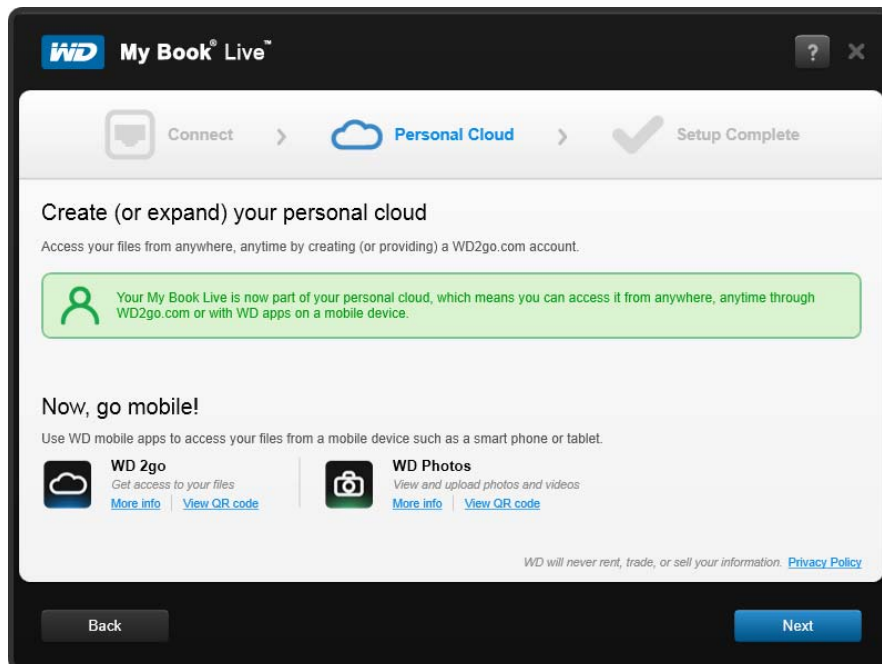 WD My Book® Live™ ?
Connect Personal Cloud Setup Complete
Create (or expand) your personal cloud
Access your files from anywhere, anytime by creating (or providing) a WD2go.com account.
Your My Book Live is now part of your personal cloud, which means you can access it from anywhere, anytime through
WD2go.com or with WD apps on a mobile device.
Now, go mobile!
Use WD mobile apps to access your files from a mobile device such as a smart phone or tablet.
WD 2go
Get access to your files
More info View QR code
WD Photos
View and upload photos and videos
More info View QR code
WD will never rent, trade, or sell your information. Privacy Policy
Back Next